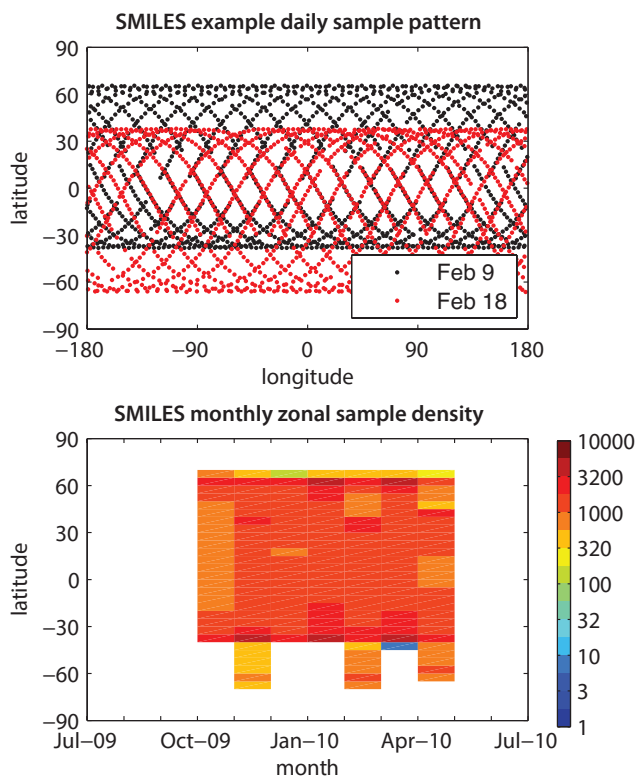 SMILES example daily sample pattern
90
60
30
0
−30
−60
−90
latitude
Feb 9
Feb 18
−180
−90
0
90
180
longitude
SMILES monthly zonal sample density
90
60
30
0
−30
−60
−90
latitude
Jul−09
Oct−09
Jan−10
Apr−10
Jul−10
month
10000
3200
1000
320
100
32
10
3
1